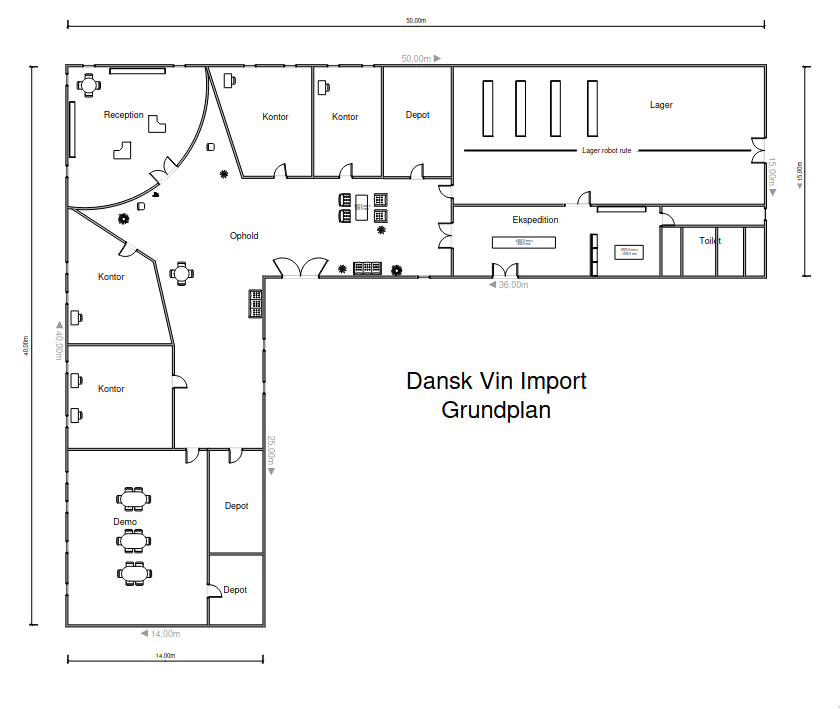 50,00m
50,00m
Reception
Kontor
Kontor
Depot
Lager
Lager robot rute
15,00m
15,00m
Ophold
Ekspedition
Toilet
36,00m
Kontor
40,00m
40,00m
Kontor
Dansk Vin Import
Grundplan
25,00m
Demo
Depot
Depot
14,00m
14,00m